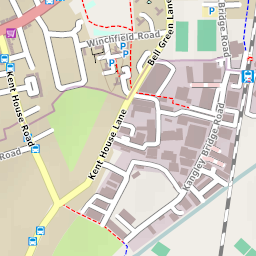 Winchfield Road
Bell Green Lane
Bridge Road
Kent House Road
Kent House Lane
Road
Kangley Bridge Road
P
P
P